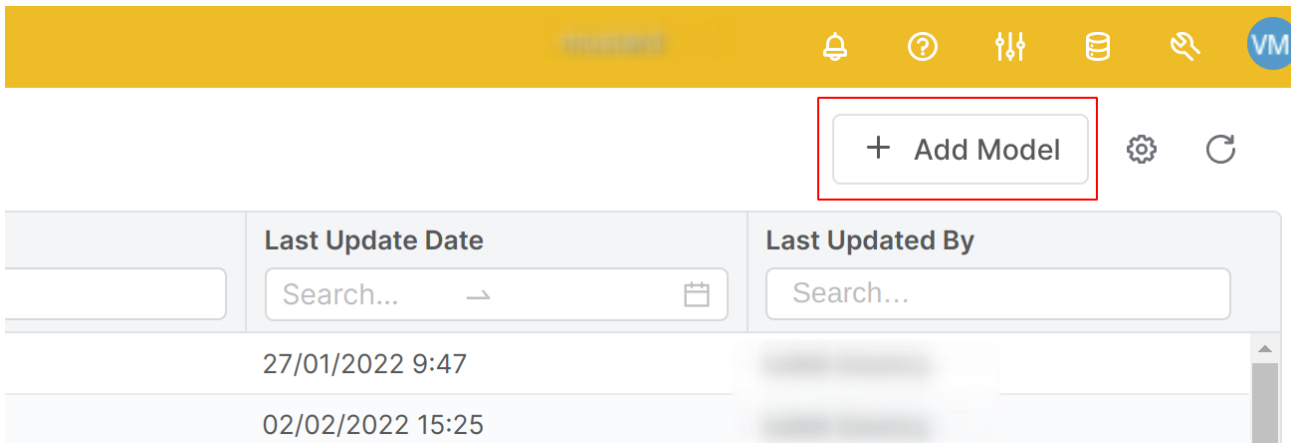 VM
+ Add Model
Last Update Date Last Updated By
Search... Search...
27/01/2022 9:47
02/02/2022 15:25